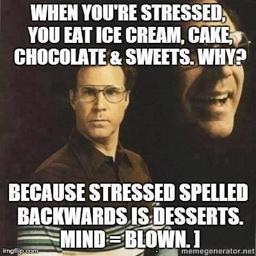 WHEN YOU'RE STRESSED,
YOU EAT ICE CREAM, CAKE,
CHOCOLATE & SWEETS. WHY?
BECAUSE STRESSED SPELLED
BACKWARDS IS DESSERTS.
MIND = BLOWN. ]
imgflip.com
memegenerator.net